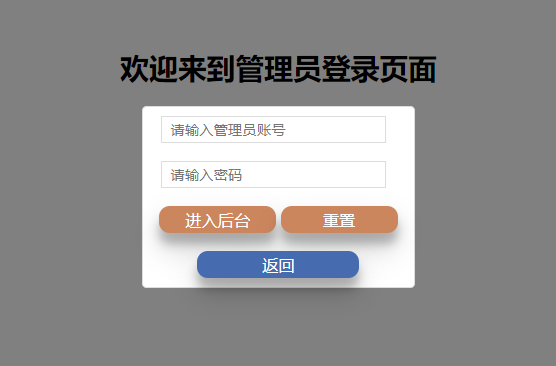 欢迎来到管理员登录页面
请输入管理员账号
请输入密码
进入后台 重置
返回